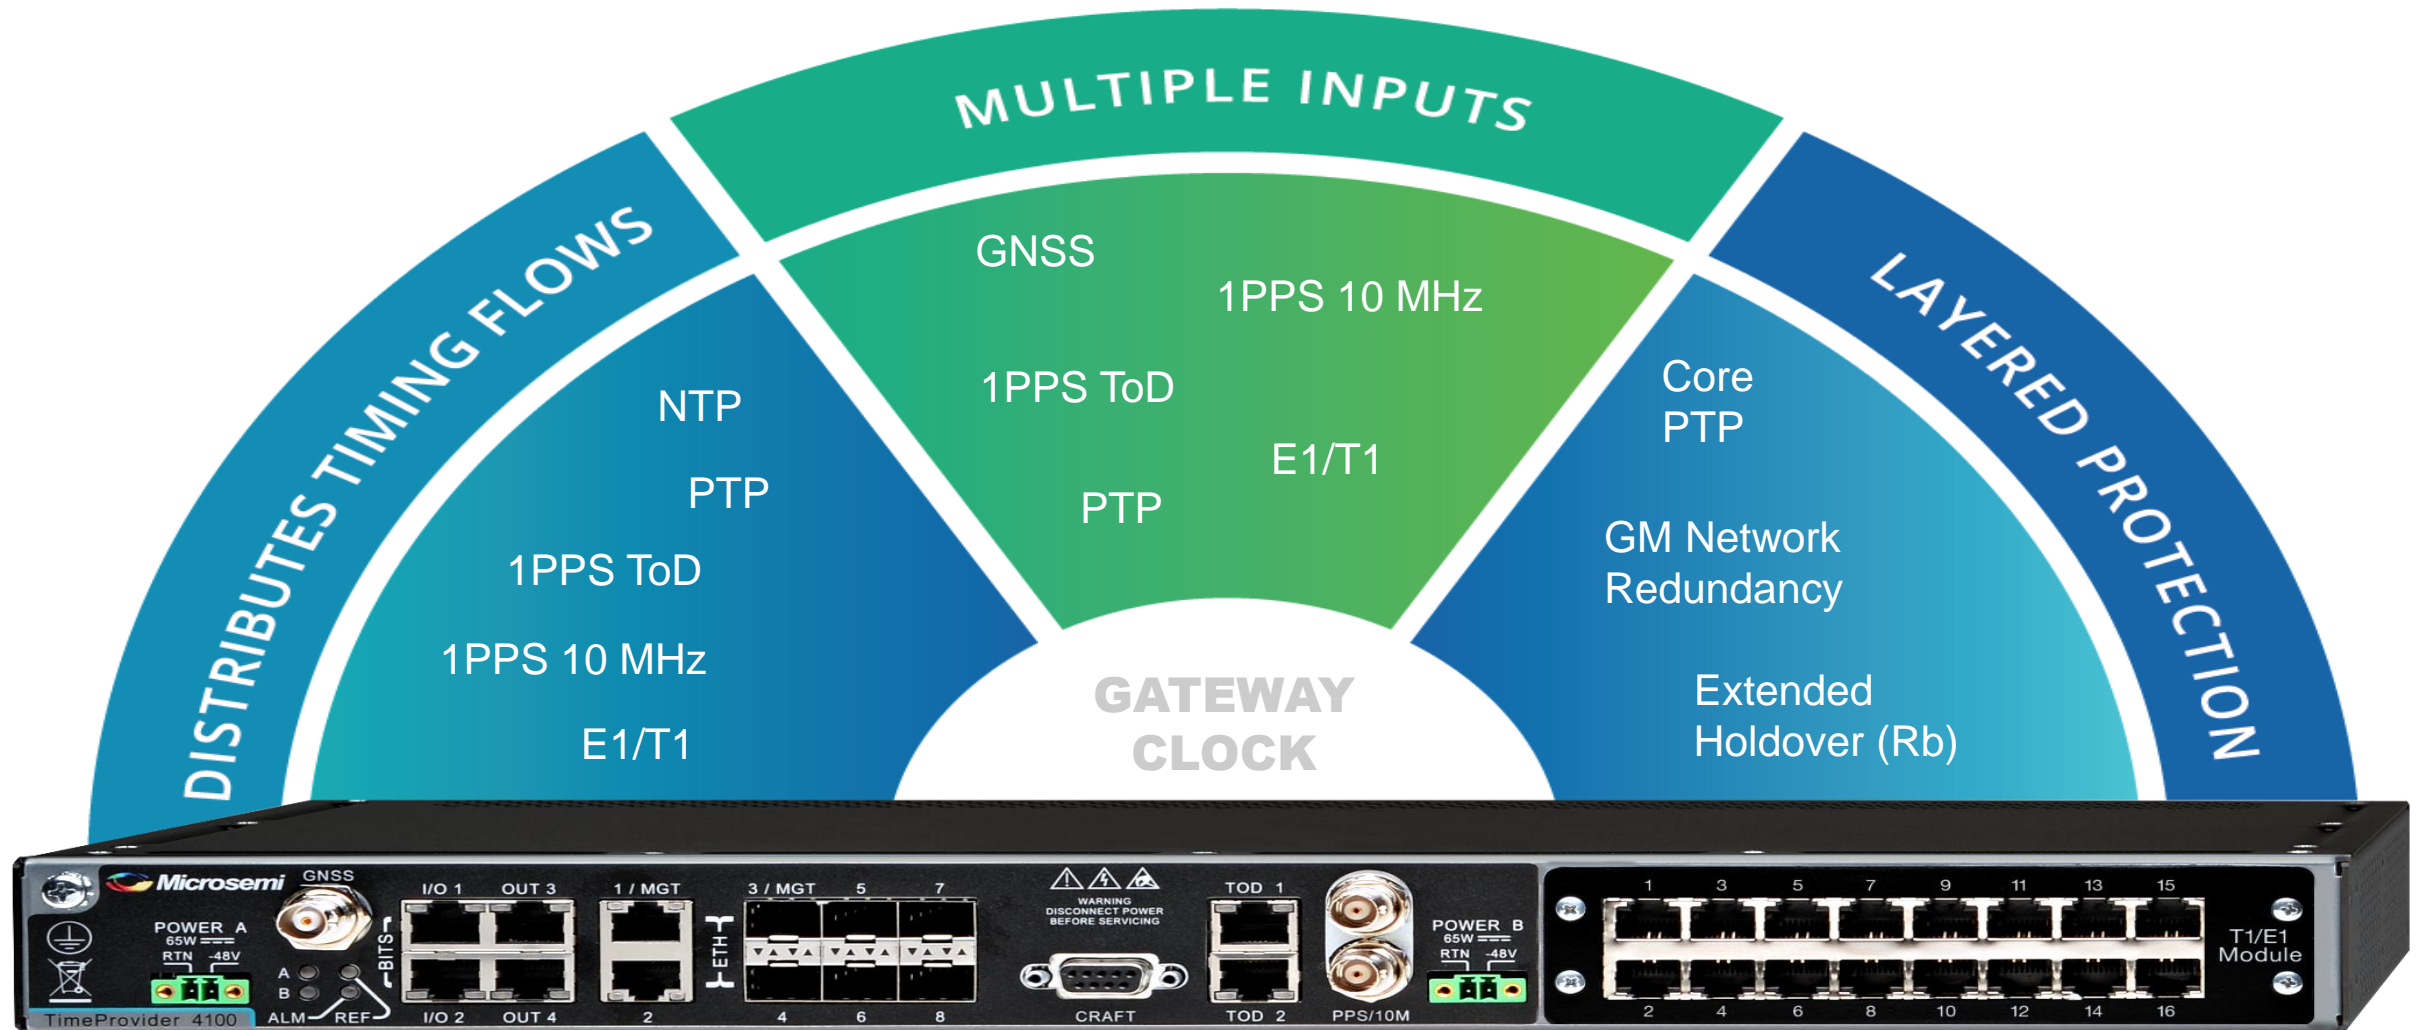 MULTIPLE INPUTS
DISTRIBUTES TIMING FLOWS
LAYERED PROTECTION
NTP
PTP
1PPS ToD
1PPS 10 MHz
E1/T1
GNSS
1PPS 10 MHz
1PPS ToD
E1/T1
PTP
Core
PTP
GM Network
Redundancy
Extended
Holdover (Rb)
GATEWAY
CLOCK
Microsemi
GNSS
POWER A
65W
RTN -48V
A
B
ALM REF
TimeProvider 4100
BITS
I/O 1 OUT 3
I/O 2 OUT 4
1 / MGT
2
ETH
3 / MGT 5 7
4 6 8
WARNING
DISCONNECT POWER
BEFORE SERVICING
CRAFT
TOD 1
TOD 2
PPS/10M
POWER B
65W
RTN -48V
1 3 5 7 9 11 13 15
2 4 6 8 10 12 14 16
T1/E1
Module